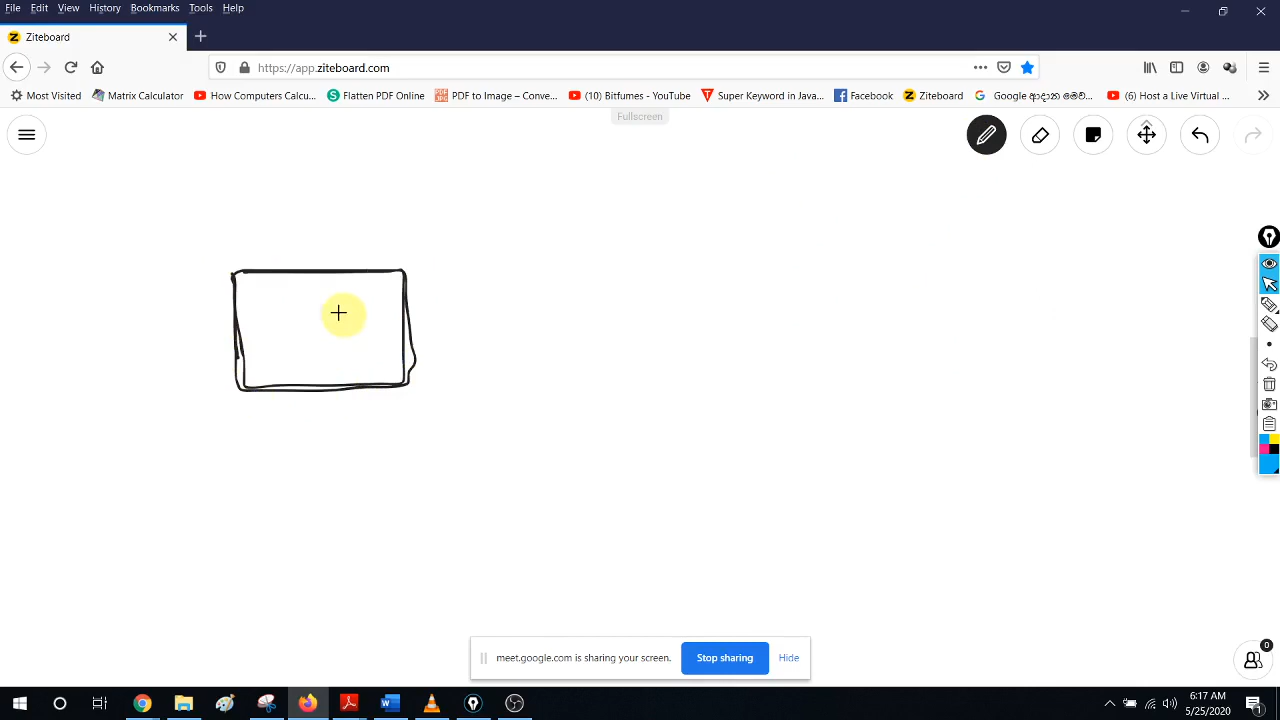 File Edit View History Bookmarks Tools Help
Ziteboard
https://app.ziteboard.com
Most Visited Matrix Calculator How Computers Calcu... Flatten PDF Online PDF to Image – Conve... (10) Bitfumes - YouTube Super Keyword in Java... Facebook Ziteboard Google ආදාන මෙව... (6) Host a Live Virtual ...
Fullscreen
0
meet.google.com is sharing your screen. Stop sharing Hide
6:17 AM
5/25/2020
1